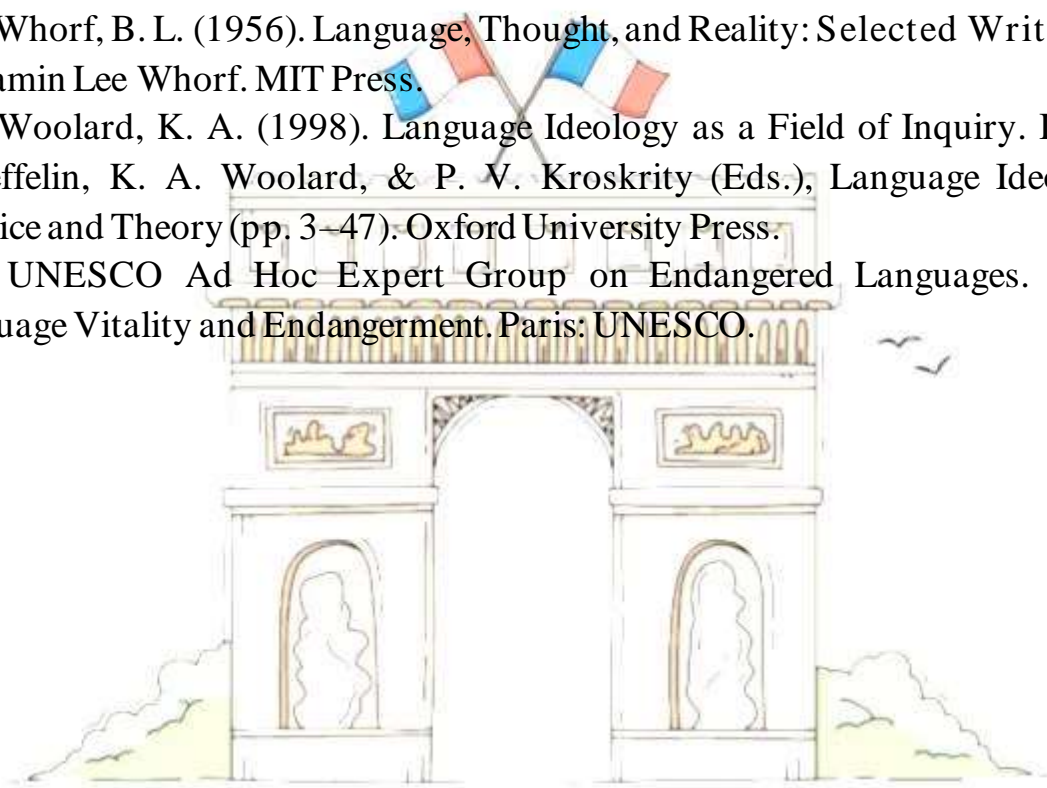 Whorf, B. L. (1956). Language, Thought, and Reality: Selected Writ
amin Lee Whorf. MIT Press.
Woolard, K. A. (1998). Language Ideology as a Field of Inquiry. I
effelin, K. A. Woolard, & P. V. Kroskrity (Eds.), Language Ideo
ice and Theory (pp. 3–47). Oxford University Press.
UNESCO Ad Hoc Expert Group on Endangered Languages.
uage Vitality and Endangerment. Paris: UNESCO.